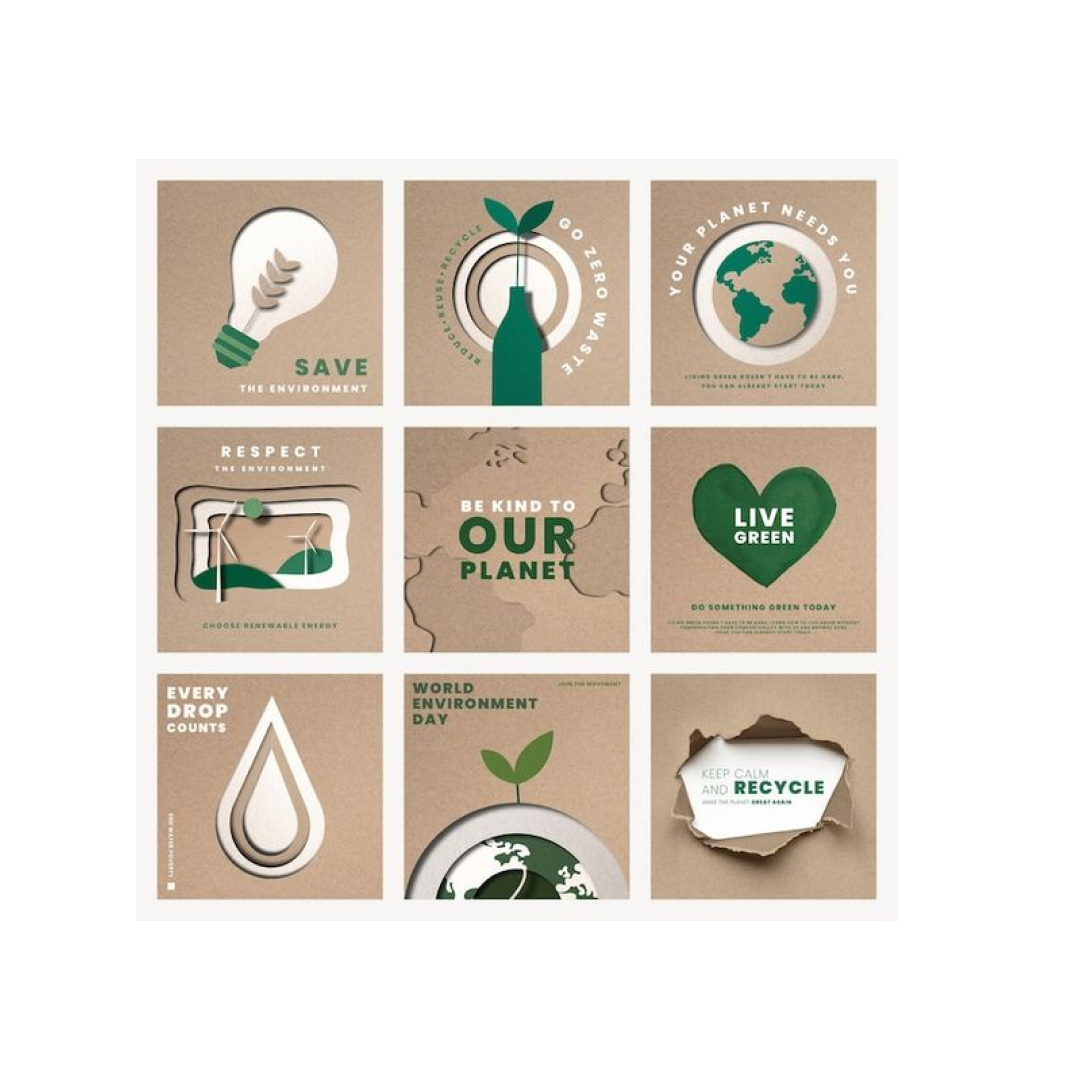 SAVE
THE ENVIRONMENT
REDUCE•REUSE•RECYCLE
GO ZERO WASTE
YOUR PLANET NEEDS YOU
LIVING GREEN DOESN'T HAVE TO BE HARD,
YOU CAN ALREADY START TODAY
RESPECT
THE ENVIRONMENT
CHOOSE RENEWABLE ENERGY
BE KIND TO
OUR
PLANET
LIVE
GREEN
DO SOMETHING GREEN TODAY
EVERY
DROP
COUNTS
END WATER POVERTY
WORLD
ENVIRONMENT
DAY
JOIN THE MOVEMENT
KEEP CALM
AND RECYCLE
MAKE THE PLANET GREAT AGAIN